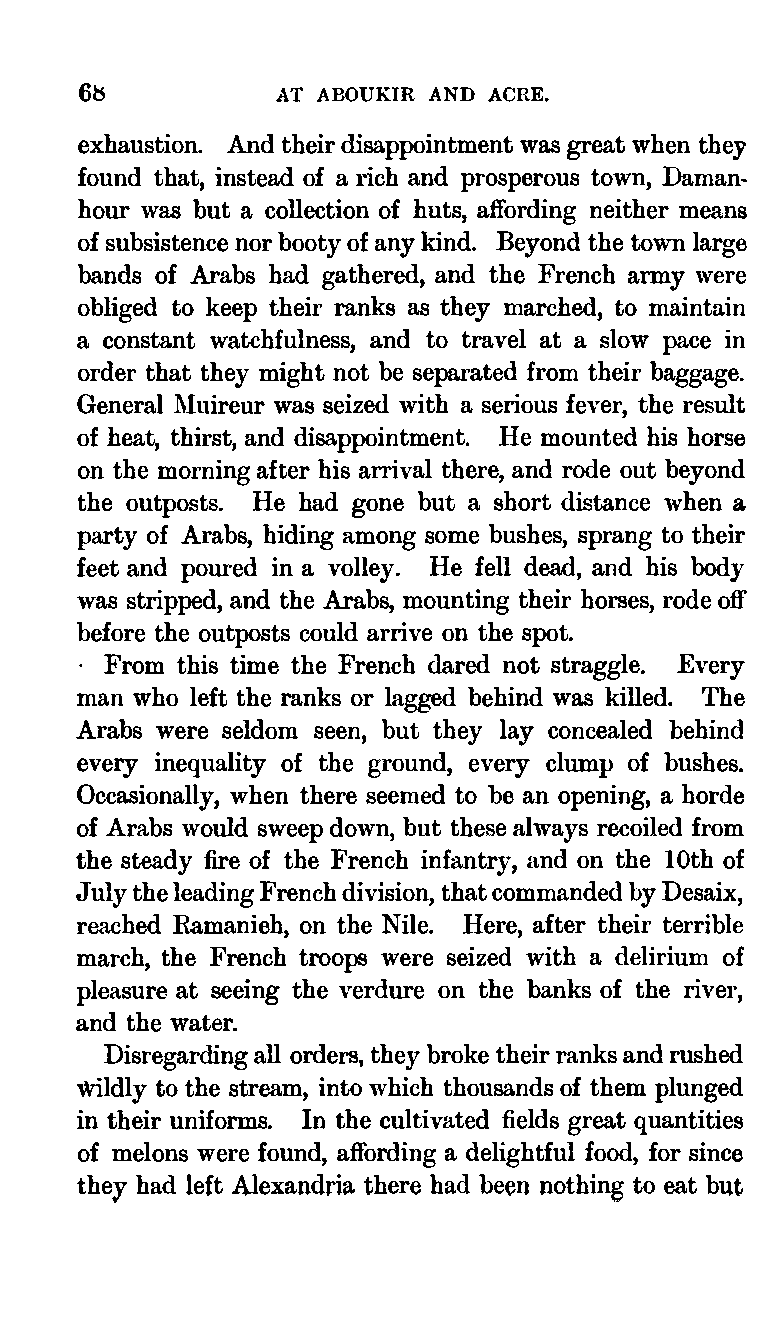 68 AT ABOUKIR AND ACRE.
exhaustion. And their disappointment was great when they
found that, instead of a rich and prosperous town, Daman-
hour was but a collection of huts, affording neither means
of subsistence nor booty of any kind. Beyond the town large
bands of Arabs had gathered, and the French army were
obliged to keep their ranks as they marched, to maintain
a constant watchfulness, and to travel at a slow pace in
order that they might not be separated from their baggage.
General Muireur was seized with a serious fever, the result
of heat, thirst, and disappointment. He mounted his horse
on the morning after his arrival there, and rode out beyond
the outposts. He had gone but a short distance when a
party of Arabs, hiding among some bushes, sprang to their
feet and poured in a volley. He fell dead, and his body
was stripped, and the Arabs, mounting their horses, rode off
before the outposts could arrive on the spot.
From this time the French dared not straggle. Every
man who left the ranks or lagged behind was killed. The
Arabs were seldom seen, but they lay concealed behind
every inequality of the ground, every clump of bushes.
Occasionally, when there seemed to be an opening, a horde
of Arabs would sweep down, but these always recoiled from
the steady fire of the French infantry, and on the 10th of
July the leading French division, that commanded by Desaix,
reached Ramanieh, on the Nile. Here, after their terrible
march, the French troops were seized with a delirium of
pleasure at seeing the verdure on the banks of the river,
and the water.
Disregarding all orders, they broke their ranks and rushed
wildly to the stream, into which thousands of them plunged
in their uniforms. In the cultivated fields great quantities
of melons were found, affording a delightful food, for since
they had left Alexandria there had been nothing to eat but